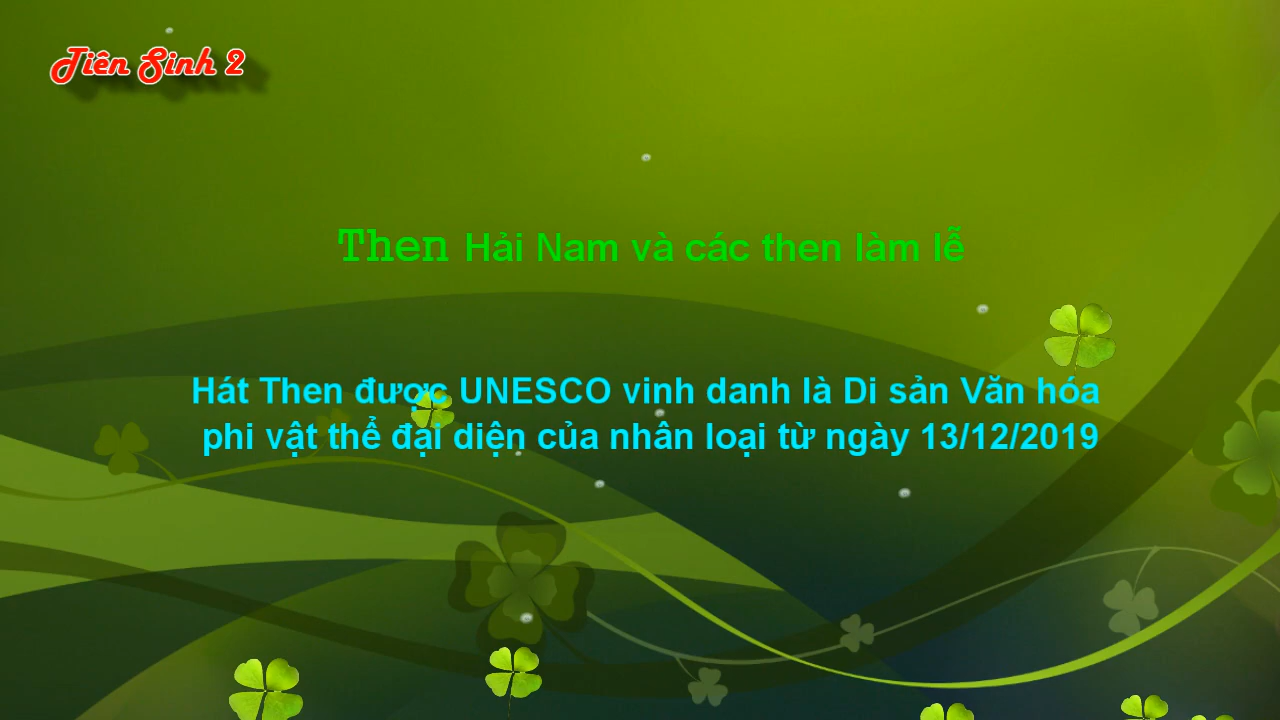 Tiên Sinh 2
Then Hải Nam và các then làm lễ
Hát Then được UNESCO vinh danh là Di sản Văn hóa
phi vật thể đại diện của nhân loại từ ngày 13/12/2019